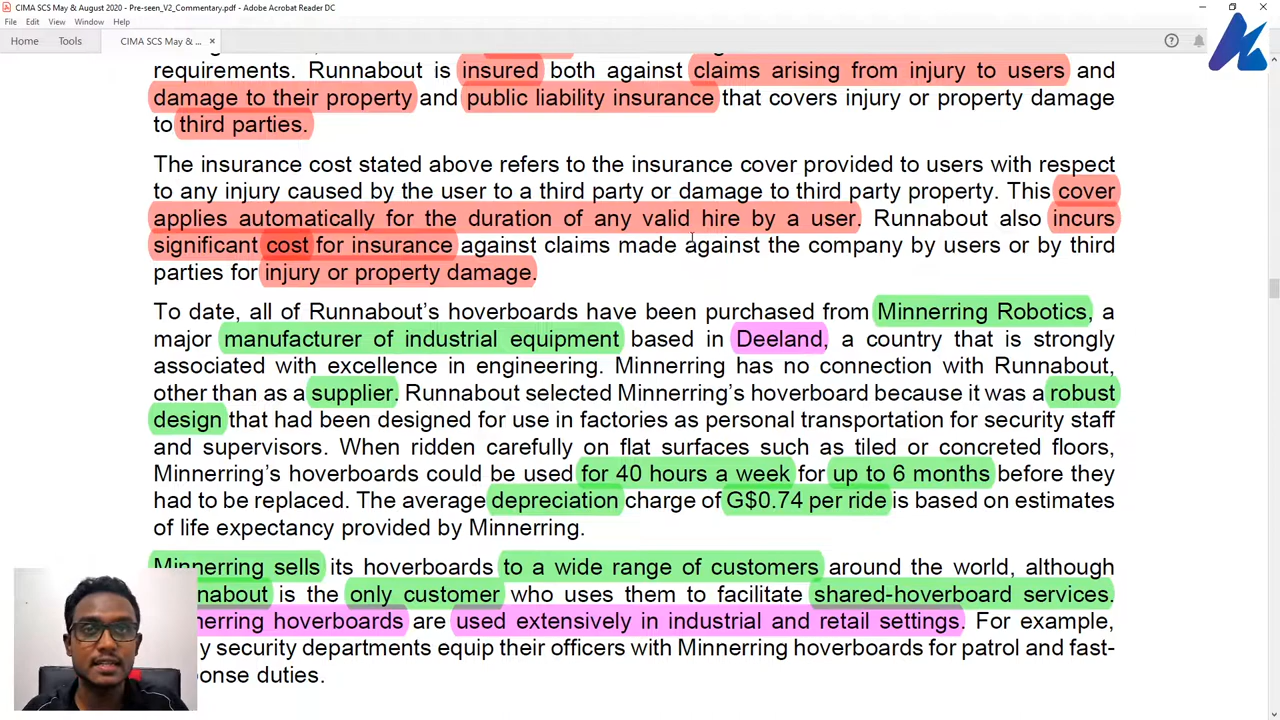 CIMA SCS May & August 2020 - Pre-seen_V2_Commentary.pdf - Adobe Acrobat Reader DC
File Edit View Window Help
Home Tools CIMA SCS May & ... ×
requirements. Runnabout is insured both against claims arising from injury to users and
damage to their property and public liability insurance that covers injury or property damage
to third parties.
The insurance cost stated above refers to the insurance cover provided to users with respect
to any injury caused by the user to a third party or damage to third party property. This cover
applies automatically for the duration of any valid hire by a user. Runnabout also incurs
significant cost for insurance against claims made against the company by users or by third
parties for injury or property damage.
To date, all of Runnabout's hoverboards have been purchased from Minnerring Robotics, a
major manufacturer of industrial equipment based in Deeland, a country that is strongly
associated with excellence in engineering. Minnerring has no connection with Runnabout,
other than as a supplier. Runnabout selected Minnerring's hoverboard because it was a robust
design that had been designed for use in factories as personal transportation for security staff
and supervisors. When ridden carefully on flat surfaces such as tiled or concreted floors,
Minnerring's hoverboards could be used for 40 hours a week for up to 6 months before they
had to be replaced. The average depreciation charge of G$0.74 per ride is based on estimates
of life expectancy provided by Minnerring.
Minnerring sells its hoverboards to a wide range of customers around the world, although
nabout is the only customer who uses them to facilitate shared-hoverboard services.
nerring hoverboards are used extensively in industrial and retail settings. For example,
y security departments equip their officers with Minnerring hoverboards for patrol and fast-
onse duties.